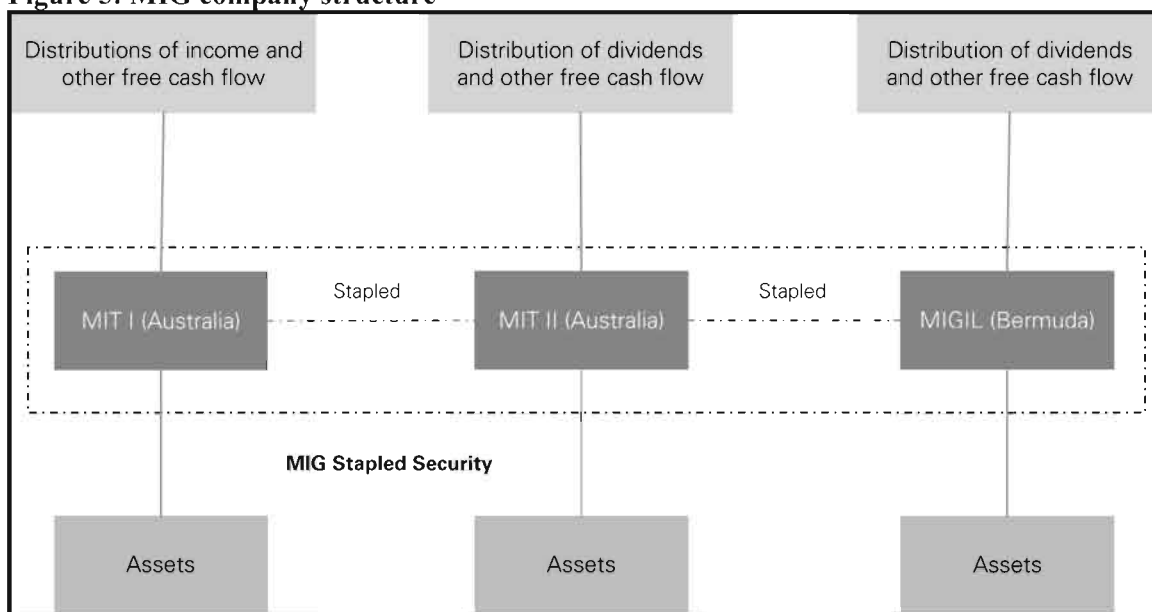 Figure 3: MIG company structure
Distributions of income and
other free cash flow
Distribution of dividends
and other free cash flow
Distribution of dividends
and other free cash flow
MIT I (Australia)
Stapled
MIT II (Australia)
Stapled
MIGIL (Bermuda)
MIG Stapled Security
Assets
Assets
Assets